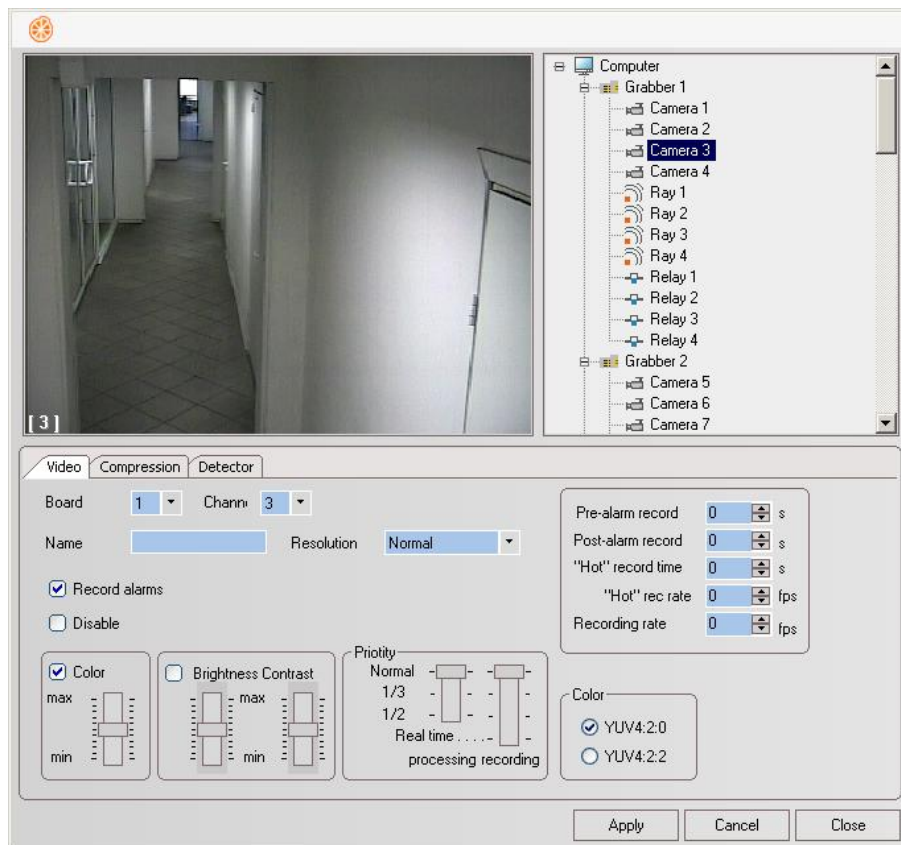 [ 3 ]
Computer
Grabber 1
Camera 1
Camera 2
Camera 3
Camera 4
Ray 1
Ray 2
Ray 3
Ray 4
Relay 1
Relay 2
Relay 3
Relay 4
Grabber 2
Camera 5
Camera 6
Camera 7
Video Compression Detector
Board 1 Chann 3
Name Resolution Normal
Record alarms
Disable
Pre-alarm record 0 s
Post-alarm record 0 s
"Hot" record time 0 s
"Hot" rec rate 0 fps
Recording rate 0 fps
Color
max
min
Brightness Contrast
max
min
Priotity
Normal
1/3
1/2
Real time . . . .
processing recording
Color
YUV4:2:0
YUV4:2:2
Apply Cancel Close